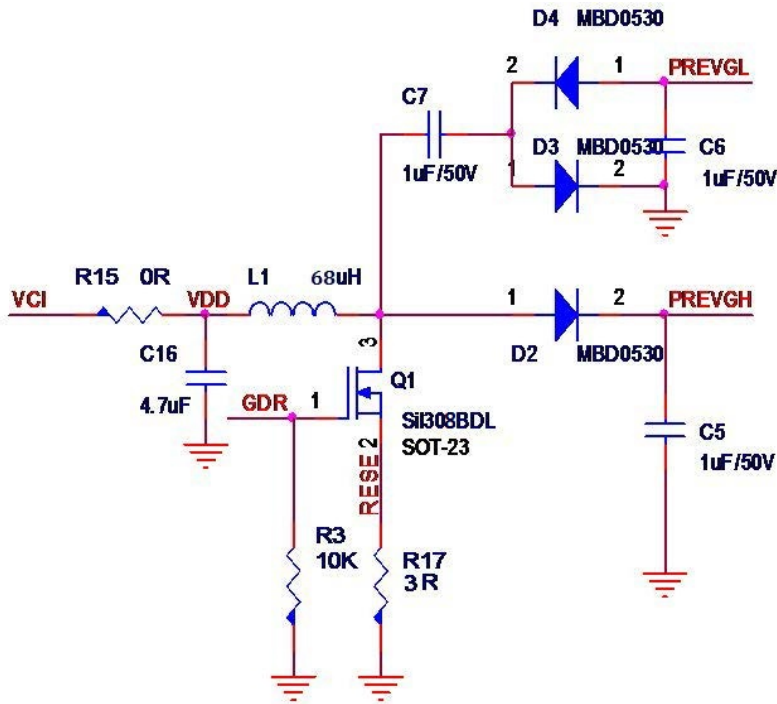 D4 MBD0530
2 1 PREVGL
C7
1uF/50V
D3 MBD0530
1 2
C6
1uF/50V
R15 0R
L1 68uH
VCI
VDD
1 2 PREVGH
D2 MBD0530
C16
4.7uF
3
Q1
GDR
1
Sil308BDL
SOT-23
2
RESE
C5
1uF/50V
R3
10K
R17
3R